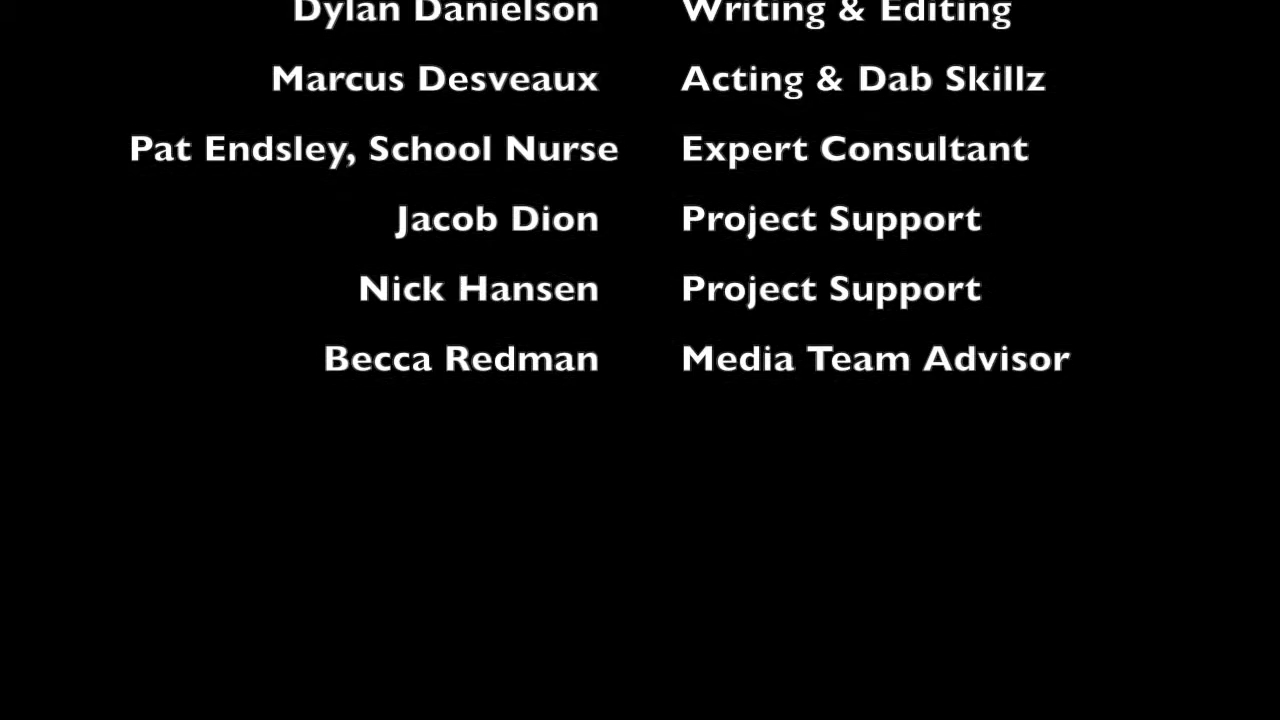 Dylan Danielson Writing & Editing
Marcus Desveaux Acting & Dab Skillz
Pat Endsley, School Nurse Expert Consultant
Jacob Dion Project Support
Nick Hansen Project Support
Becca Redman Media Team Advisor